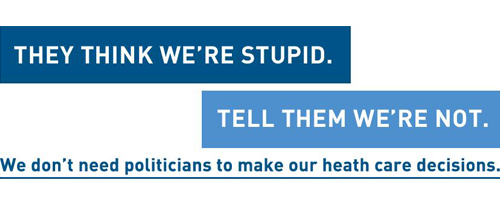 THEY THINK WE'RE STUPID.
TELL THEM WE'RE NOT.
We don't need politicians to make our heath care decisions.